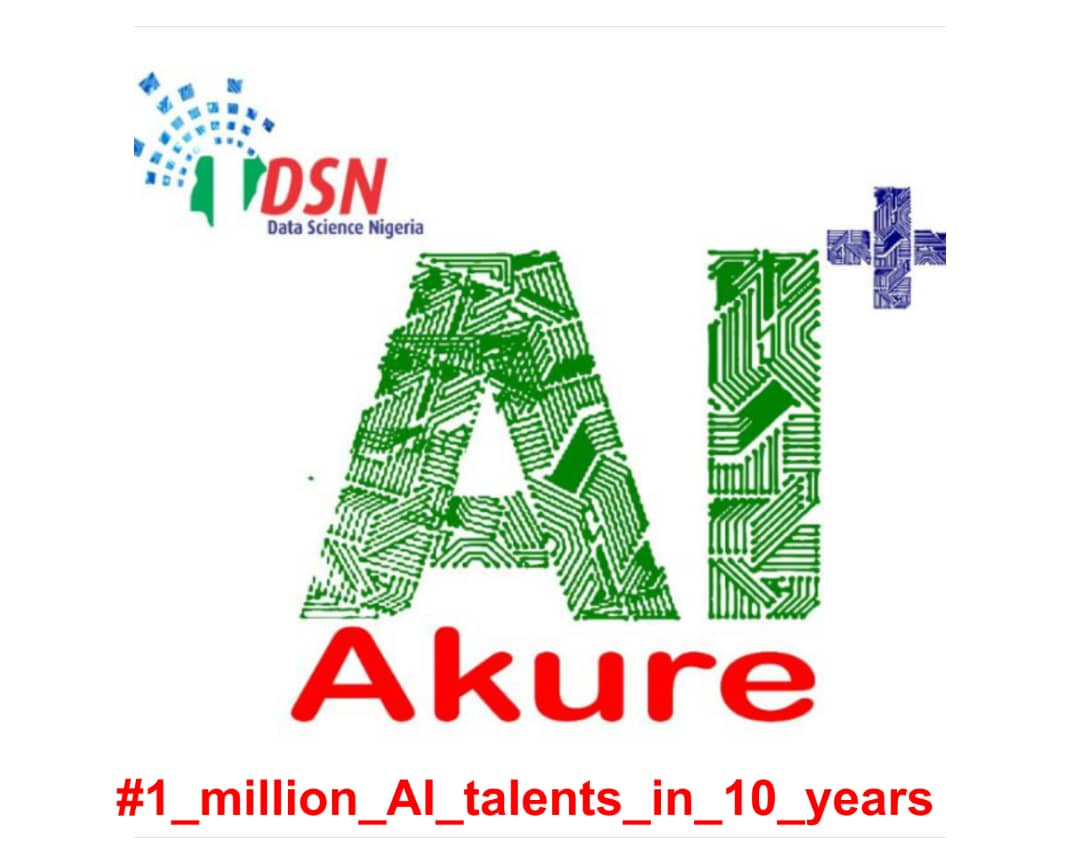 DSN
Data Science Nigeria
AI+
Akure
#1_million_AI_talents_in_10_years